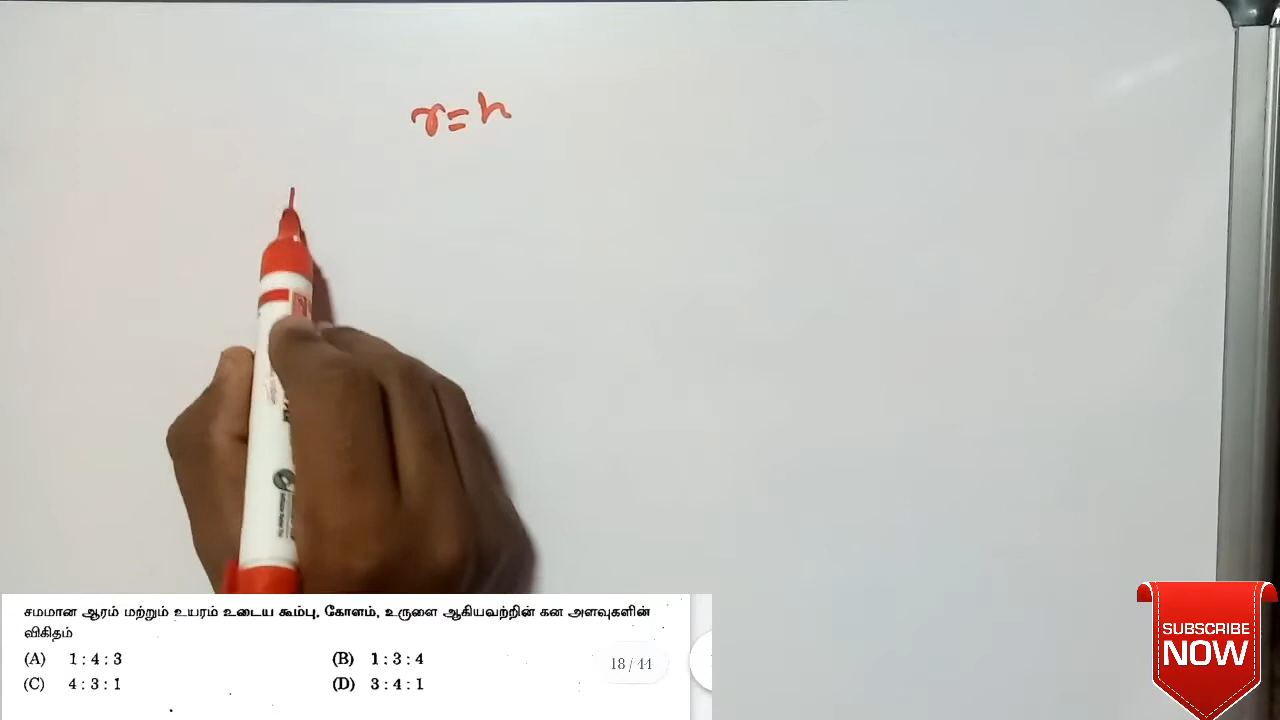 r=h
சமமான ஆரம் மற்றும் உயரம் உடைய கூம்பு, கோளம், உருளை ஆகியவற்றின் கன அளவுகளின்
விகிதம்
(A) 1 : 4 : 3 (B) 1 : 3 : 4
(C) 4 : 3 : 1 (D) 3 : 4 : 1
18 / 44
SUBSCRIBE
NOW